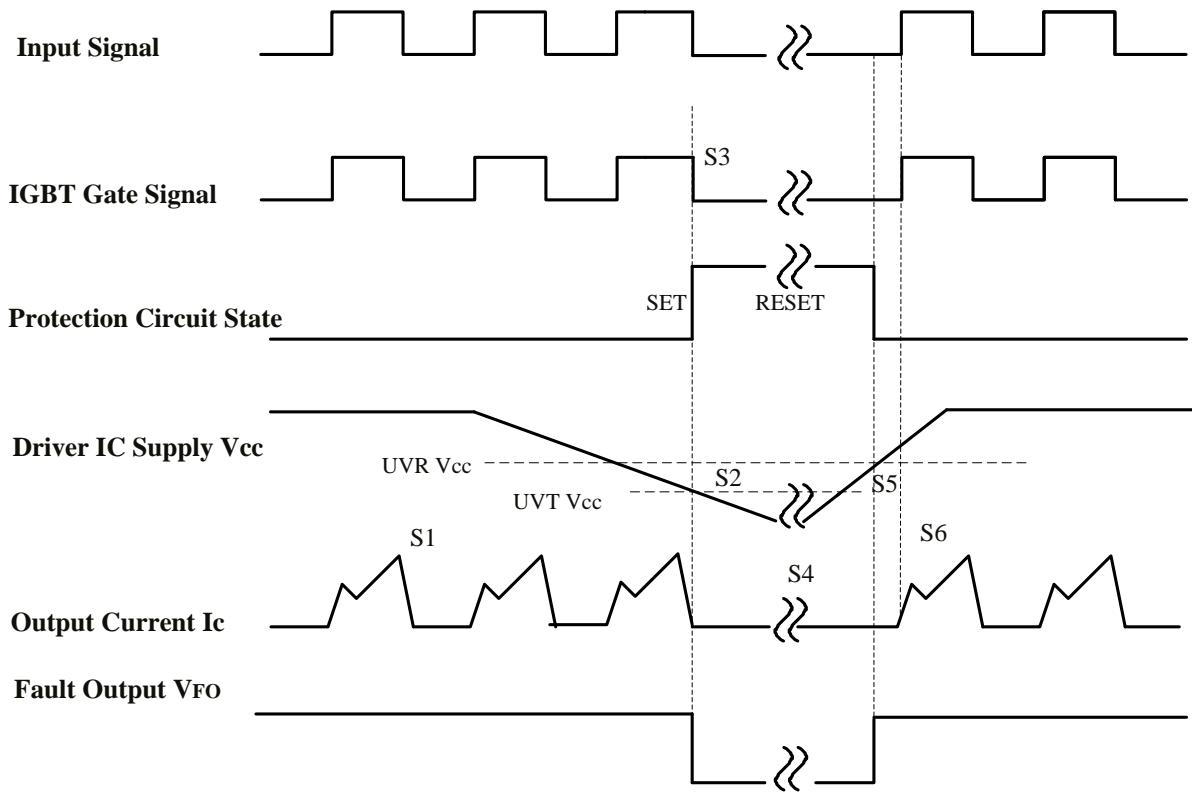 Input Signal
S3
IGBT Gate Signal
SET
RESET
Protection Circuit State
Driver IC Supply Vcc
UVR Vcc
S2
S5
UVT Vcc
S1
S6
S4
Output Current Ic
Fault Output VFO